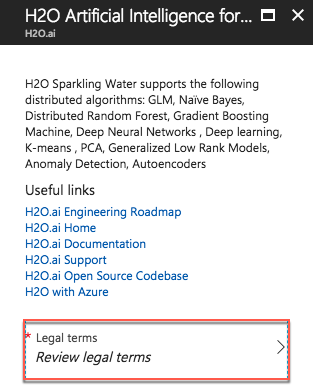 H2O Artificial Intelligence for...
H2O.ai
H2O Sparkling Water supports the following
distributed algorithms: GLM, Naïve Bayes,
Distributed Random Forest, Gradient Boosting
Machine, Deep Neural Networks , Deep learning,
K-means , PCA, Generalized Low Rank Models,
Anomaly Detection, Autoencoders
Useful links
H2O.ai Engineering Roadmap
H2O.ai Home
H2O.ai Documentation
H2O.ai Support
H2O.ai Open Source Codebase
H2O with Azure
* Legal terms
Review legal terms